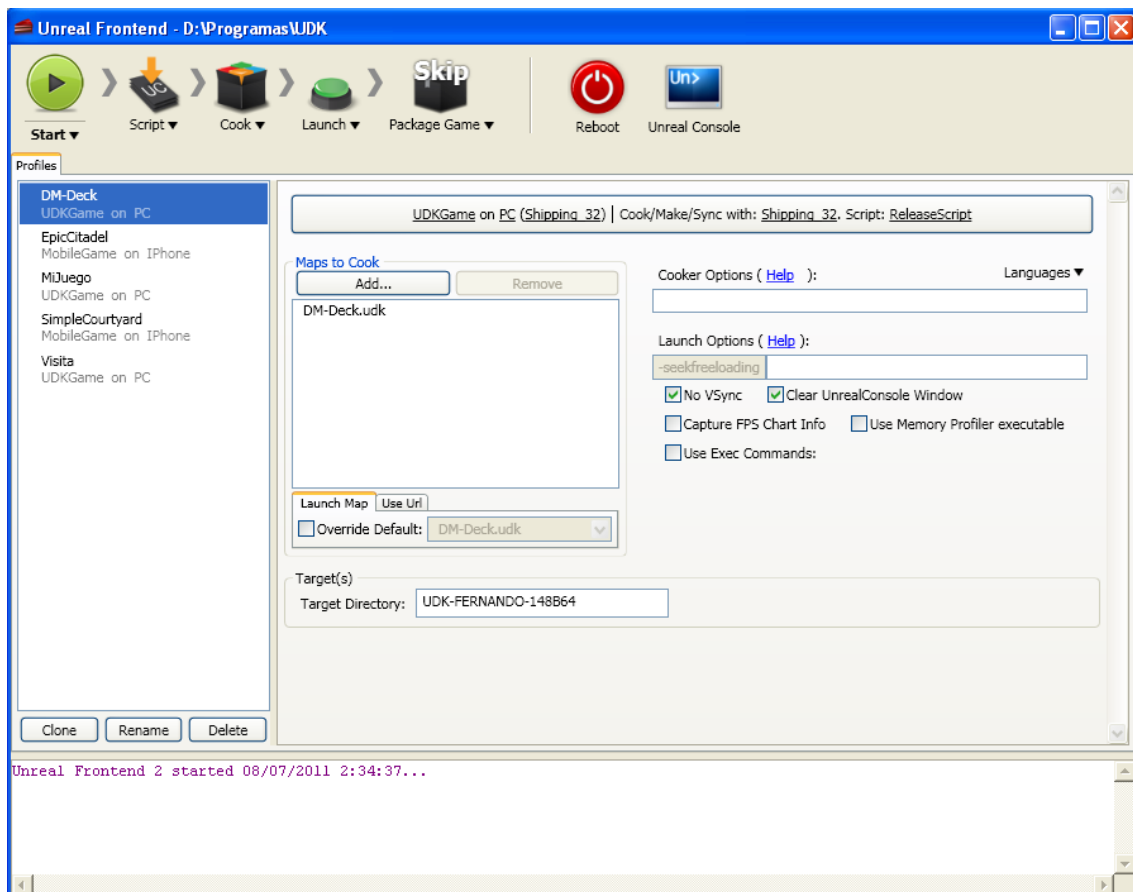 Unreal Frontend - D:\Programas\UDK
Un>
UC
Skip
Start ▼
Script ▼
Cook ▼
Launch ▼
Package Game ▼
Reboot
Unreal Console
Profiles
DM-Deck
UDKGame on PC
EpicCitadel
MobileGame on IPhone
MiJuego
UDKGame on PC
SimpleCourtyard
MobileGame on IPhone
Visita
UDKGame on PC
Clone
Rename
Delete
UDKGame on PC (Shipping_32) | Cook/Make/Sync with: Shipping_32. Script: ReleaseScript
Maps to Cook
Add...
Remove
DM-Deck.udk
Launch Map
Use Url
Override Default:
DM-Deck.udk
Cooker Options ( Help ):
Languages ▼
Launch Options ( Help ):
-seekfreeloading
No VSync
Clear UnrealConsole Window
Capture FPS Chart Info
Use Memory Profiler executable
Use Exec Commands:
Target(s)
Target Directory:
UDK-FERNANDO-148B64
Unreal Frontend 2 started 08/07/2011 2:34:37...